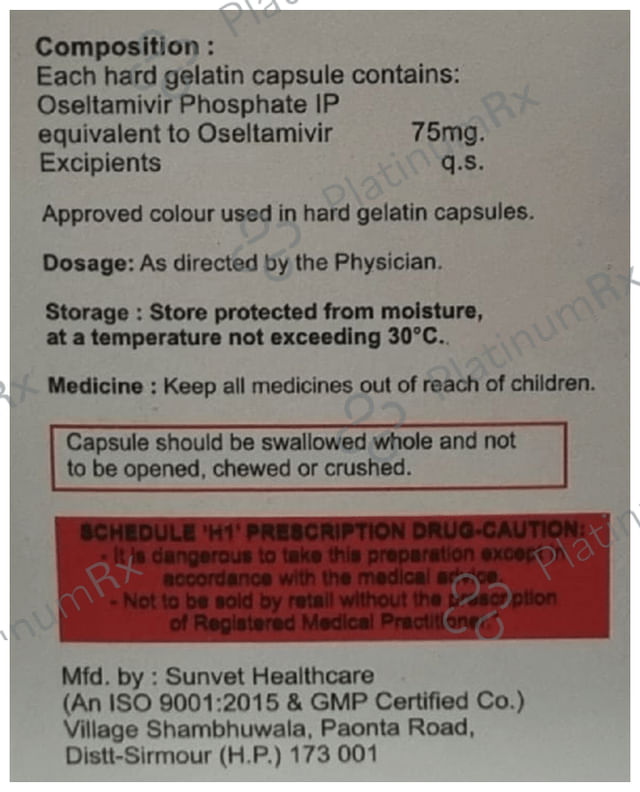 Composition :
Each hard gelatin capsule contains:
Oseltamivir Phosphate IP
equivalent to Oseltamivir 75mg.
Excipients q.s.
Approved colour used in hard gelatin capsules.
Dosage: As directed by the Physician.
Storage : Store protected from moisture,
at a temperature not exceeding 30°C..
Medicine : Keep all medicines out of reach of children.
Capsule should be swallowed whole and not
to be opened, chewed or crushed.
SCHEDULE 'H1' PRESCRIPTION DRUG-CAUTION:
- It is dangerous to take this preparation except in
accordance with the medical advice.
- Not to be sold by retail without the prescription
of Registered Medical Practitioner.
Mfd. by : Sunvet Healthcare
(An ISO 9001:2015 & GMP Certified Co.)
Village Shambhuwala, Paonta Road,
Distt-Sirmour (H.P.) 173 001
PlatinumRx
PlatinumRx